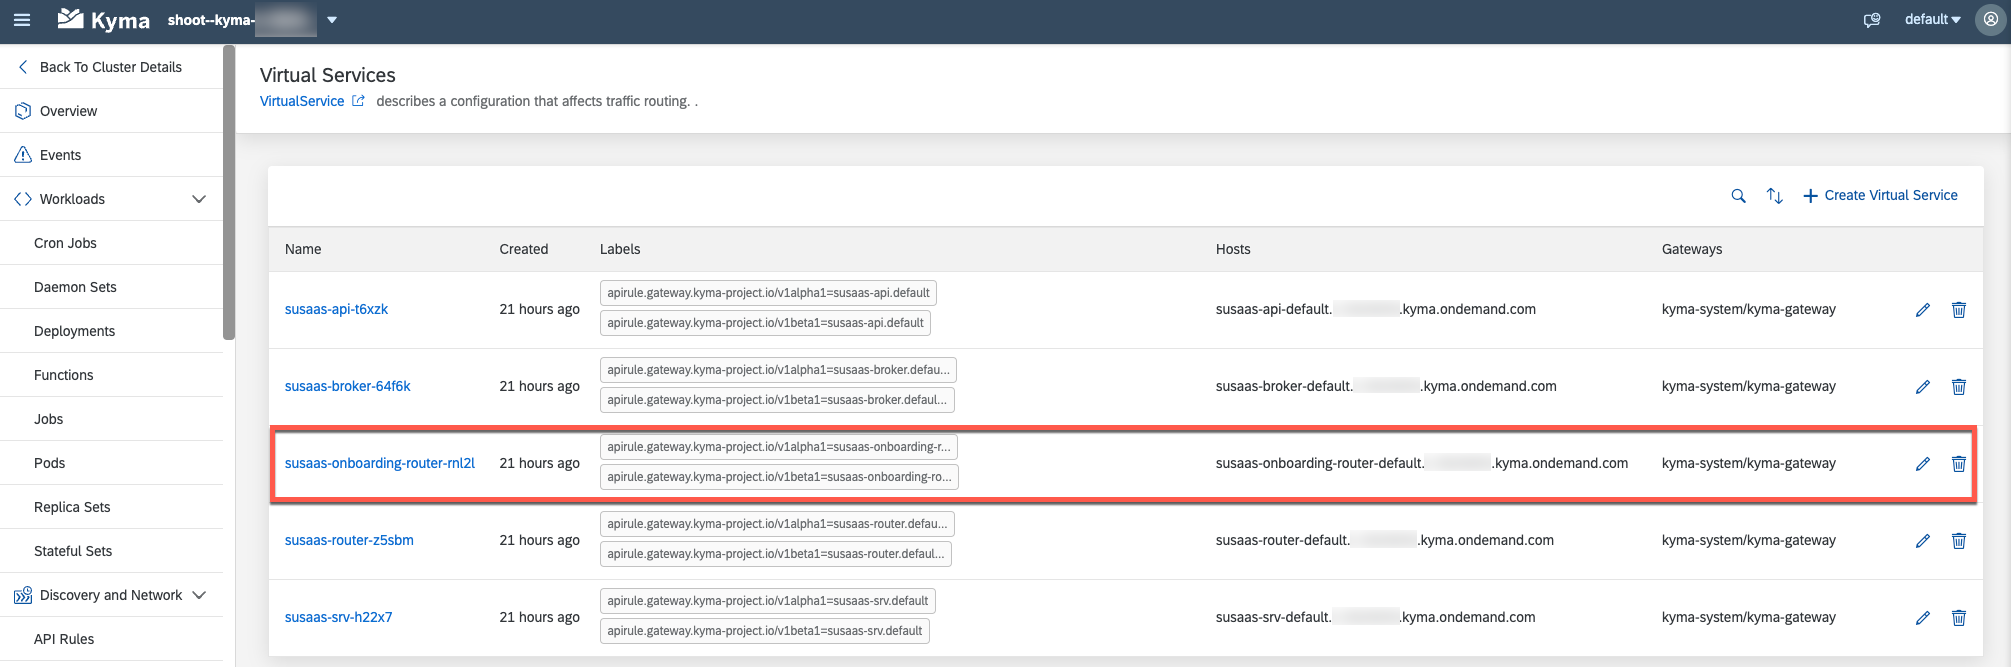 Kyma shoot--kyma- default
Back To Cluster Details
Overview
Events
Workloads
Cron Jobs
Daemon Sets
Deployments
Functions
Jobs
Pods
Replica Sets
Stateful Sets
Discovery and Network
API Rules
Virtual Services
VirtualService describes a configuration that affects traffic routing. .
Create Virtual Service
Name Created Labels Hosts Gateways
susaas-api-t6xzk 21 hours ago apirule.gateway.kyma-project.io/v1alpha1=susaas-api.default
apirule.gateway.kyma-project.io/v1beta1=susaas-api.default
susaas-api-default. .kyma.ondemand.com kyma-system/kyma-gateway
susaas-broker-64f6k 21 hours ago apirule.gateway.kyma-project.io/v1alpha1=susaas-broker.defau...
apirule.gateway.kyma-project.io/v1beta1=susaas-broker.defaul...
susaas-broker-default. .kyma.ondemand.com kyma-system/kyma-gateway
susaas-onboarding-router-rnl2l 21 hours ago apirule.gateway.kyma-project.io/v1alpha1=susaas-onboarding-r...
apirule.gateway.kyma-project.io/v1beta1=susaas-onboarding-ro...
susaas-onboarding-router-default. .kyma.ondemand.com kyma-system/kyma-gateway
susaas-router-z5sbm 21 hours ago apirule.gateway.kyma-project.io/v1alpha1=susaas-router.defau...
apirule.gateway.kyma-project.io/v1beta1=susaas-router.defaul...
susaas-router-default. .kyma.ondemand.com kyma-system/kyma-gateway
susaas-srv-h22x7 21 hours ago apirule.gateway.kyma-project.io/v1alpha1=susaas-srv.default
apirule.gateway.kyma-project.io/v1beta1=susaas-srv.default
susaas-srv-default. .kyma.ondemand.com kyma-system/kyma-gateway